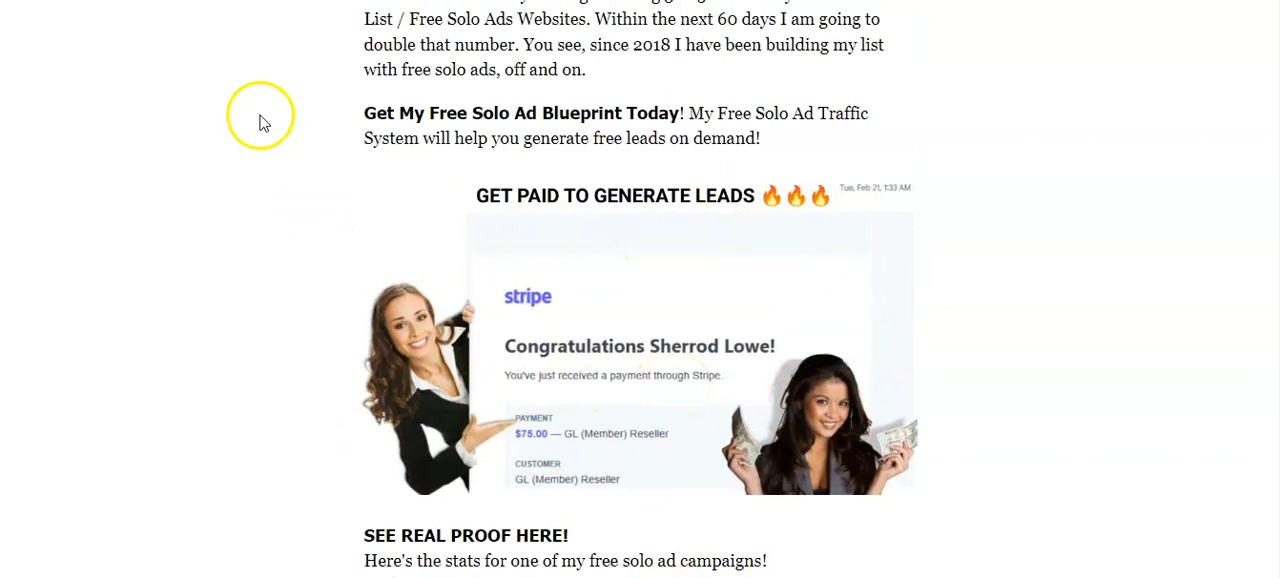 List / Free Solo Ads Websites. Within the next 60 days I am going to
double that number. You see, since 2018 I have been building my list
with free solo ads, off and on.
Get My Free Solo Ad Blueprint Today! My Free Solo Ad Traffic
System will help you generate free leads on demand!
GET PAID TO GENERATE LEADS 🔥🔥🔥
Tue, Feb 21, 1:33 AM
stripe
Congratulations Sherrod Lowe!
You've just received a payment through Stripe.
PAYMENT
$75.00 — GL (Member) Reseller
CUSTOMER
GL (Member) Reseller
SEE REAL PROOF HERE!
Here's the stats for one of my free solo ad campaigns!